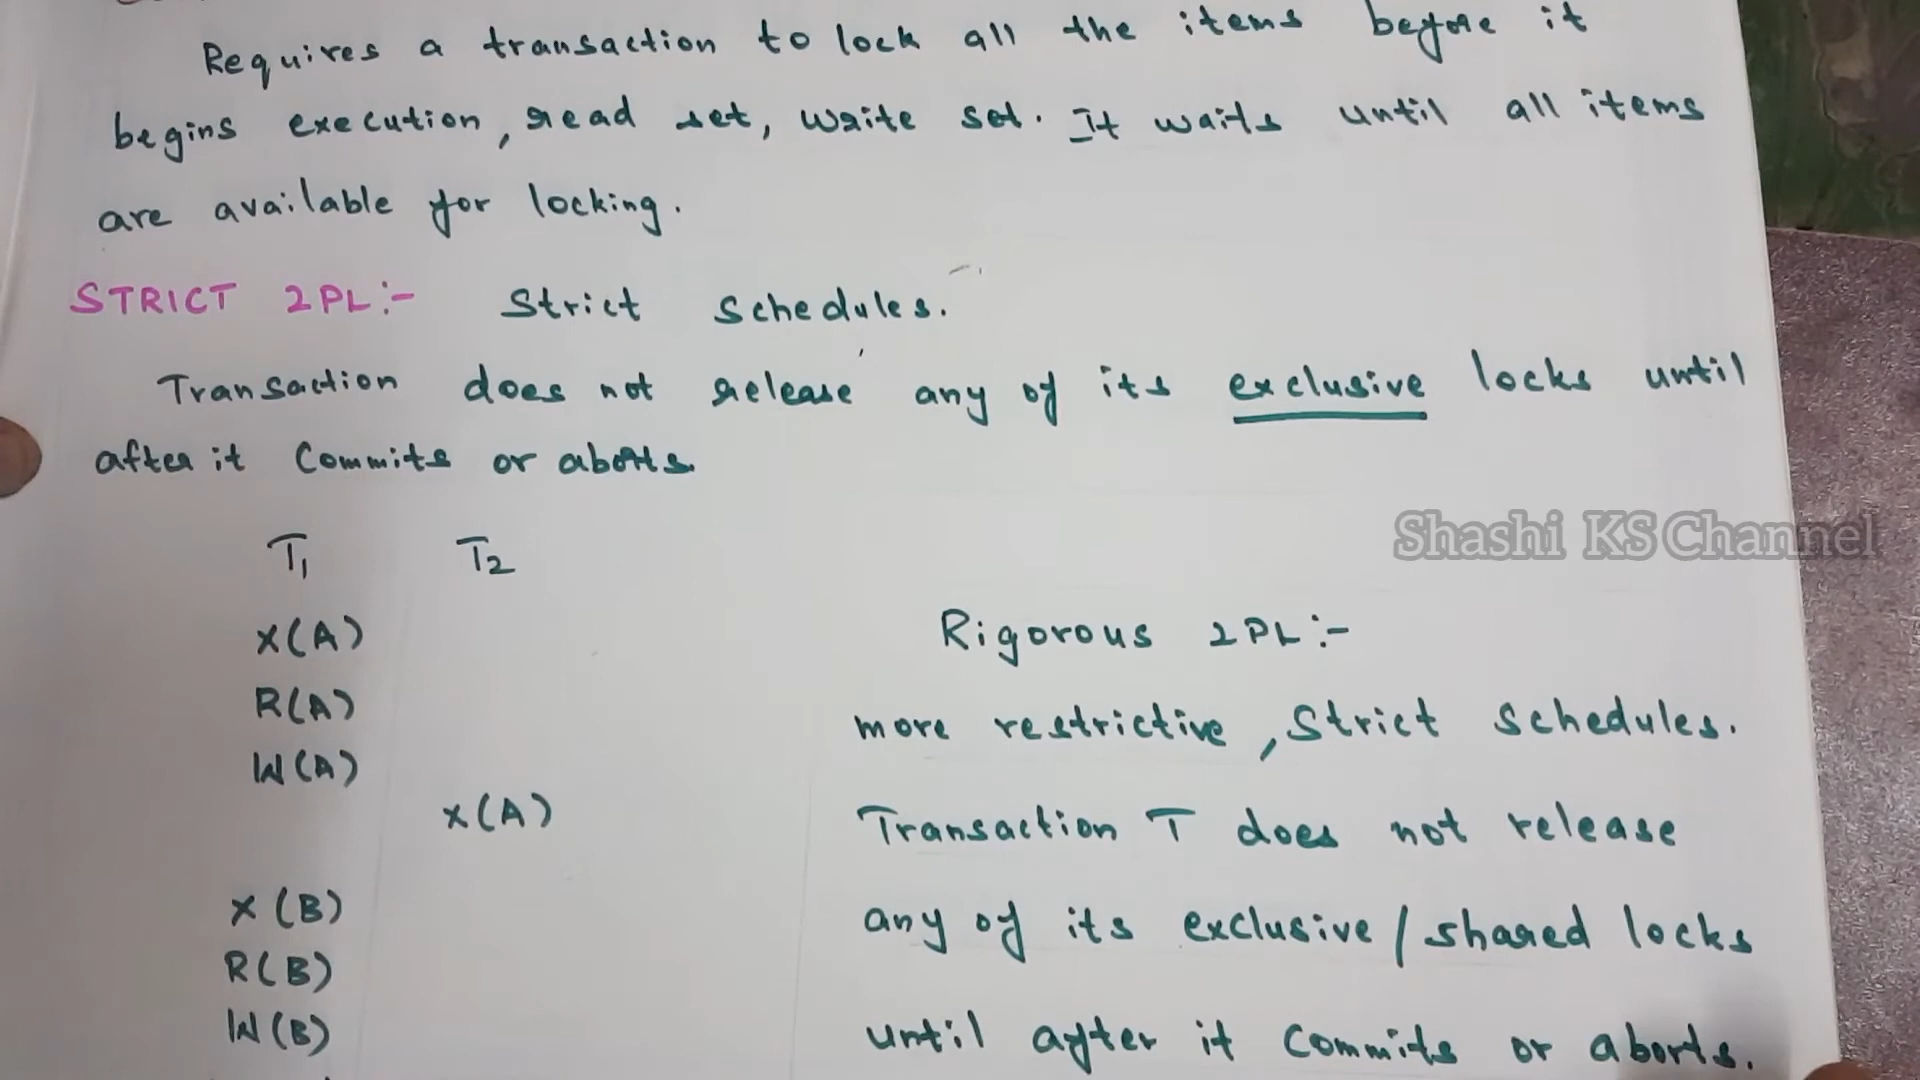 Requires a transaction to lock all the items before it
begins execution, read set, write set. It waits until all items
are available for locking.
STRICT 2PL:- Strict Schedules.
Transaction does not release any of its exclusive locks until
after it Commits or aborts.
Shashi KS Channel
T1 T2
X(A)
R(A)
W(A)
X(A)
X(B)
R(B)
W(B)
Rigorous 2PL:-
more restrictive, Strict Schedules.
Transaction T does not release
any of its exclusive/shared locks
until after it Commits or aborts.